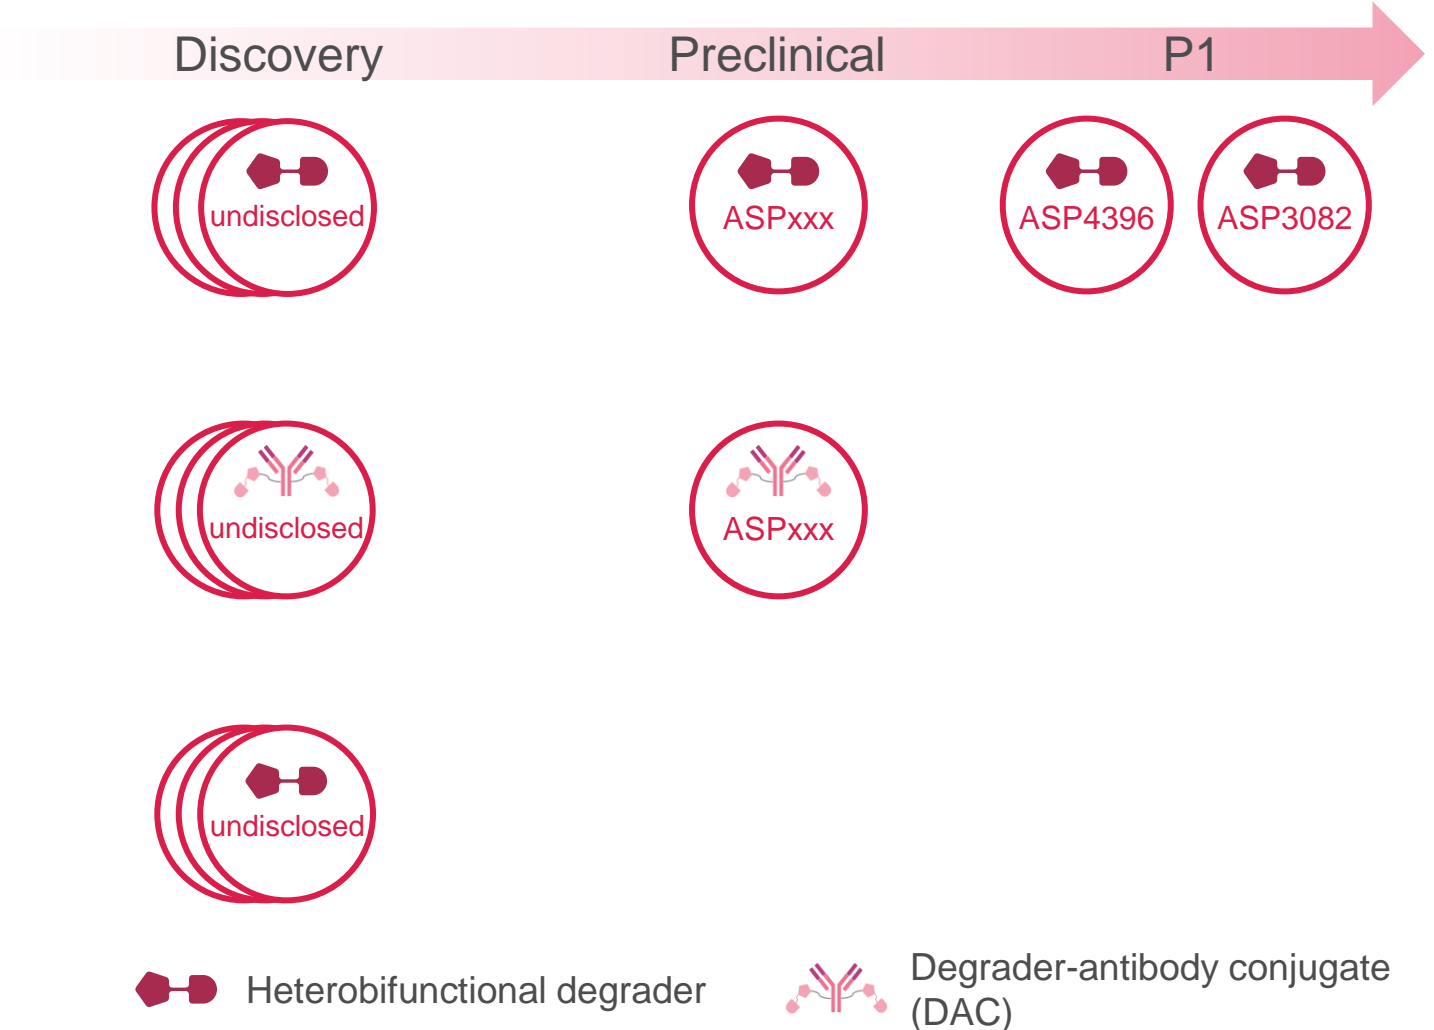 Discovery Preclinical P1
undisclosed ASPxxx ASP4396 ASP3082
undisclosed ASPxxx
undisclosed
Heterobifunctional degrader
Degrader-antibody conjugate
(DAC)